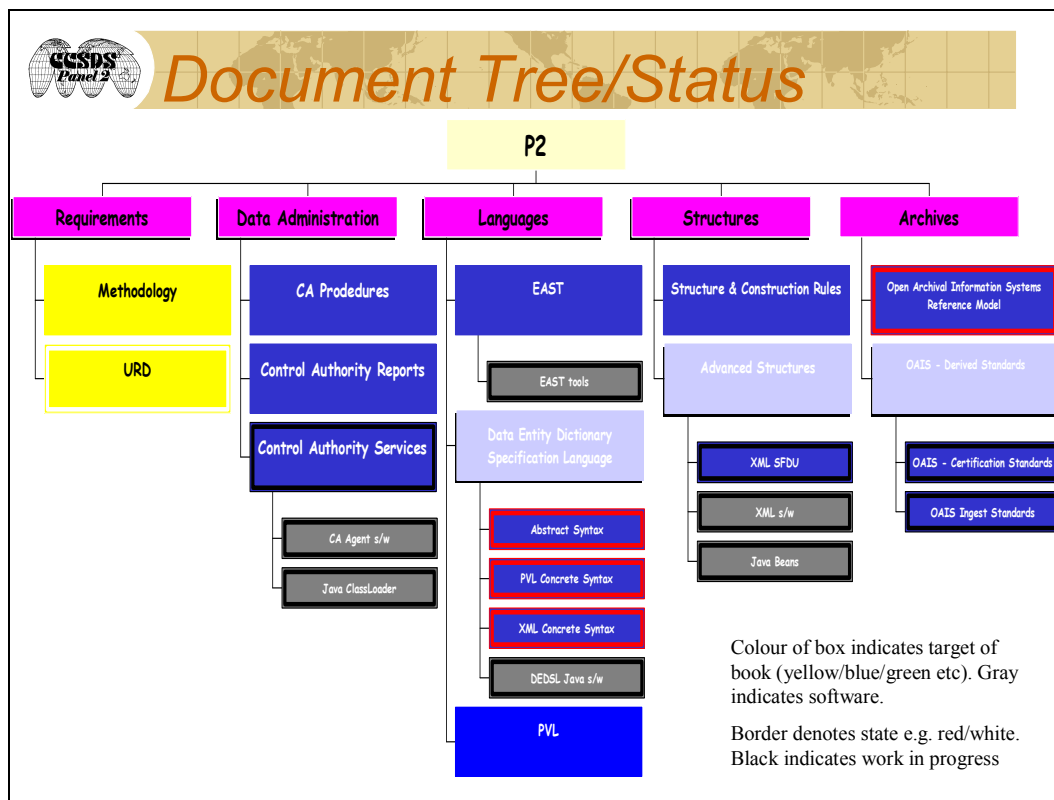 CCSDS
Panel 2
Document Tree/Status
P2
Requirements
Data Administration
Languages
Structures
Archives
Methodology
URD
CA Prodedures
Control Authority Reports
Control Authority Services
CA Agent s/w
Java ClassLoader
EAST
EAST tools
Data Entity Dictionary
Specification Language
Abstract Syntax
PVL Concrete Syntax
XML Concrete Syntax
DEDSL Java s/w
PVL
Structure & Construction Rules
Advanced Structures
XML SFDU
XML s/w
Java Beans
Open Archival Information Systems
Reference Model
OAIS - Derived Standards
OAIS - Certification Standards
OAIS Ingest Standards
Colour of box indicates target of
book (yellow/blue/green etc). Gray
indicates software.
Border denotes state e.g. red/white.
Black indicates work in progress